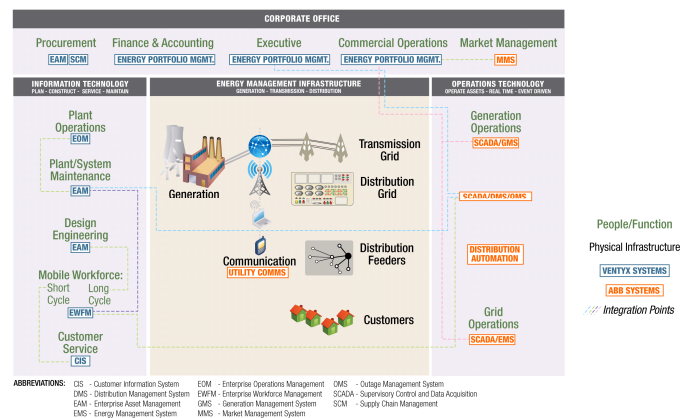 CORPORATE OFFICE
Procurement
Finance & Accounting
Executive
Commercial Operations
Market Management
EAM SCM
ENERGY PORTFOLIO MGMT.
ENERGY PORTFOLIO MGMT.
ENERGY PORTFOLIO MGMT.
MMS
INFORMATION TECHNOLOGY
PLAN - CONSTRUCT - SERVICE - MAINTAIN
Plant
Operations
EOM
Plant/System
Maintenance
EAM
Design
Engineering
EAM
Mobile Workforce:
Short Long
Cycle Cycle
EWFM
Customer
Service
CIS
ENERGY MANAGEMENT INFRASTRUCTURE
GENERATION - TRANSMISSION - DISTRIBUTION
Generation
Transmission
Grid
Distribution
Grid
Communication
UTILITY COMMS
Distribution
Feeders
Customers
OPERATIONS TECHNOLOGY
OPERATE ASSETS - REAL TIME - EVENT DRIVEN
Generation
Operations
SCADA/GMS
SCADA/DMS/OMS
DISTRIBUTION
AUTOMATION
Grid
Operations
SCADA/EMS
People/Function
Physical Infrastructure
VENTYX SYSTEMS
ABB SYSTEMS
Integration Points
ABBREVIATIONS:
CIS - Customer Information System
DMS - Distribution Management System
EAM - Enterprise Asset Management
EMS - Energy Management System
EOM - Enterprise Operations Management
EWFM - Enterprise Workforce Management
GMS - Generation Management System
MMS - Market Management System
OMS - Outage Management System
SCADA - Supervisory Control and Data Acquisition
SCM - Supply Chain Management